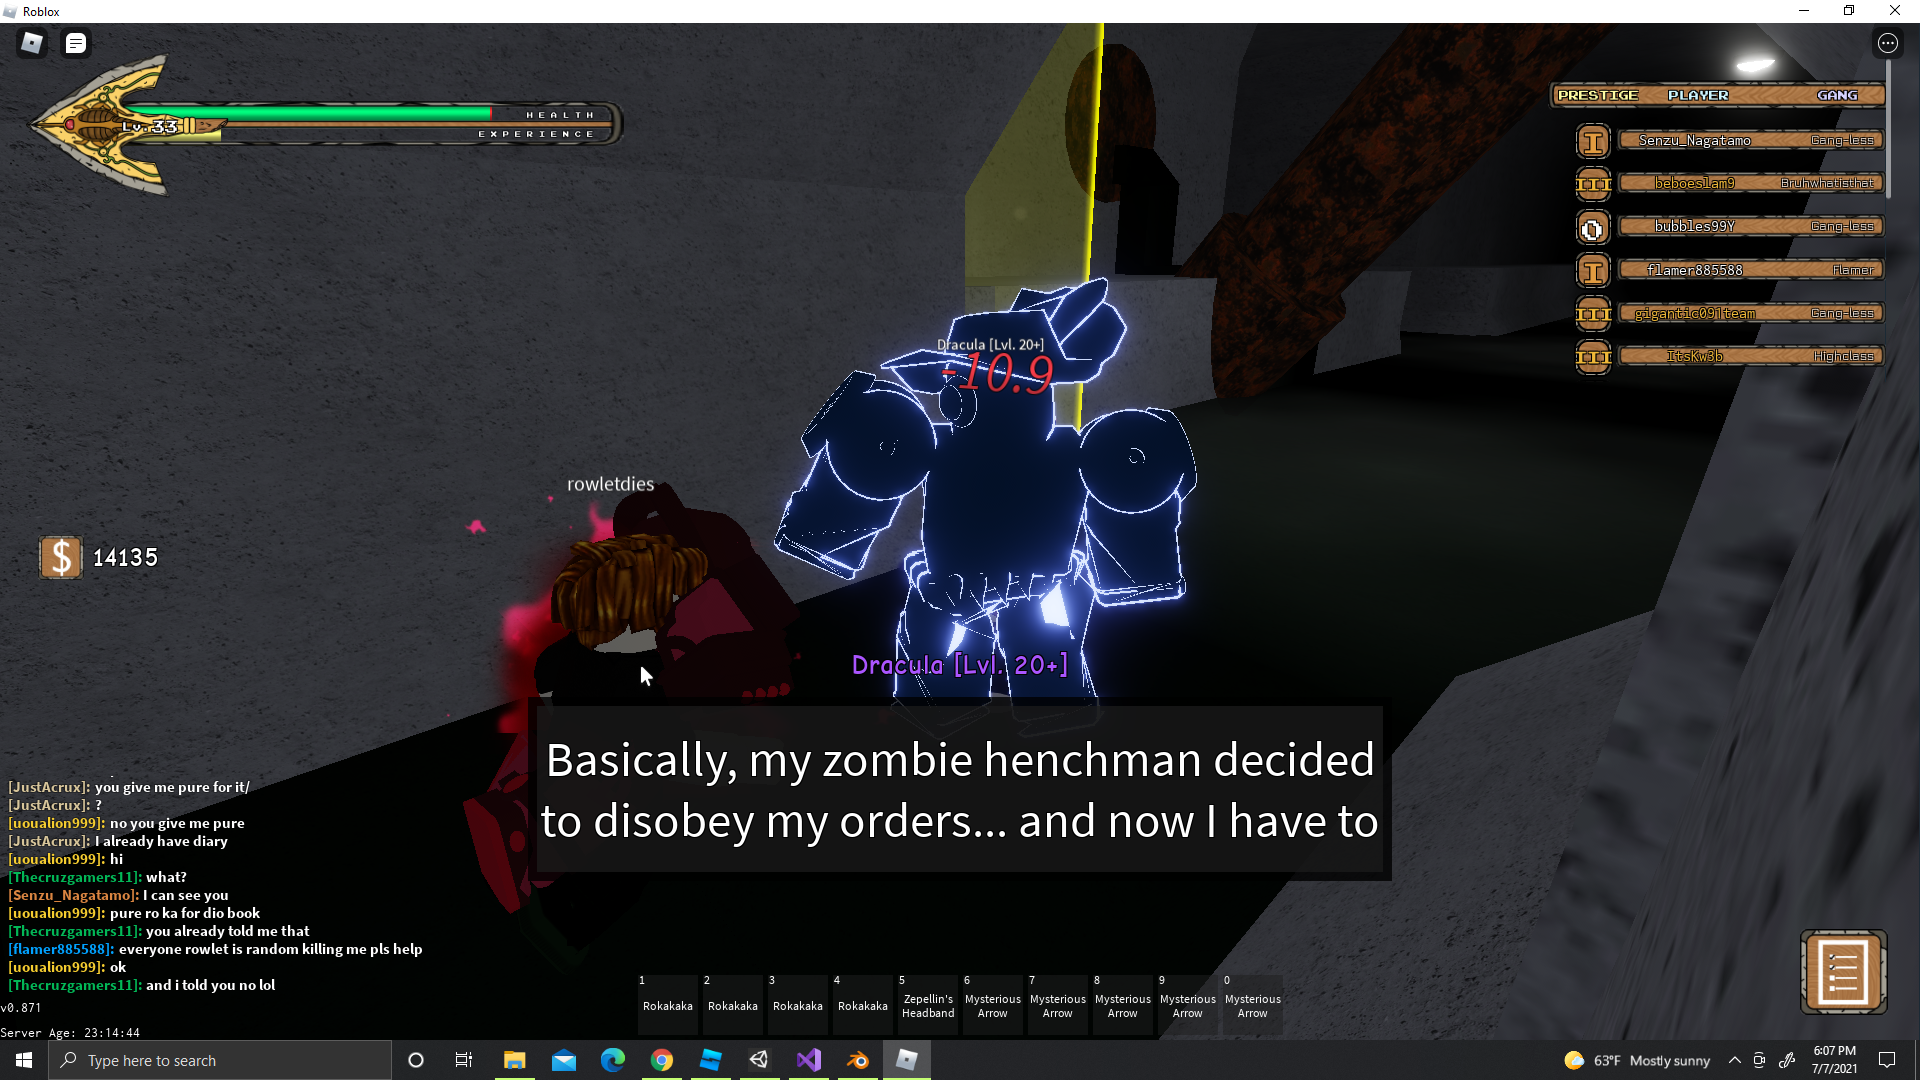 Roblox
Lv. 33
HEALTH
EXPERIENCE
PRESTIGE PLAYER GANG
I Senzu_Nagatamo Gang-less
III beboeslam9 Bruhwhatisthat
0 bubbles99Y Gang-less
I flamer885588 Flamer
III gigantic091team Gang-less
III ItsKw3b Highclass
Dracula [Lvl. 20+]
-10.9
rowletdies
$ 14135
Dracula [Lvl. 20+]
Basically, my zombie henchman decided
to disobey my orders... and now I have to
[JustAcrux]: you give me pure for it/
[JustAcrux]: ?
[uoualion999]: no you give me pure
[JustAcrux]: I already have diary
[uoualion999]: hi
[Thecruzgamers11]: what?
[Senzu_Nagatamo]: I can see you
[uoualion999]: pure ro ka for dio book
[Thecruzgamers11]: you already told me that
[flamer885588]: everyone rowlet is random killing me pls help
[uoualion999]: ok
[Thecruzgamers11]: and i told you no lol
v0.871
Server Age: 23:14:44
1 2 3 4 5 6 7 8 9 0
Rokakaka Rokakaka Rokakaka Rokakaka Zepellin's Mysterious Mysterious Mysterious Mysterious Mysterious
Headband Arrow Arrow Arrow Arrow Arrow
Type here to search
63°F Mostly sunny
6:07 PM
7/7/2021